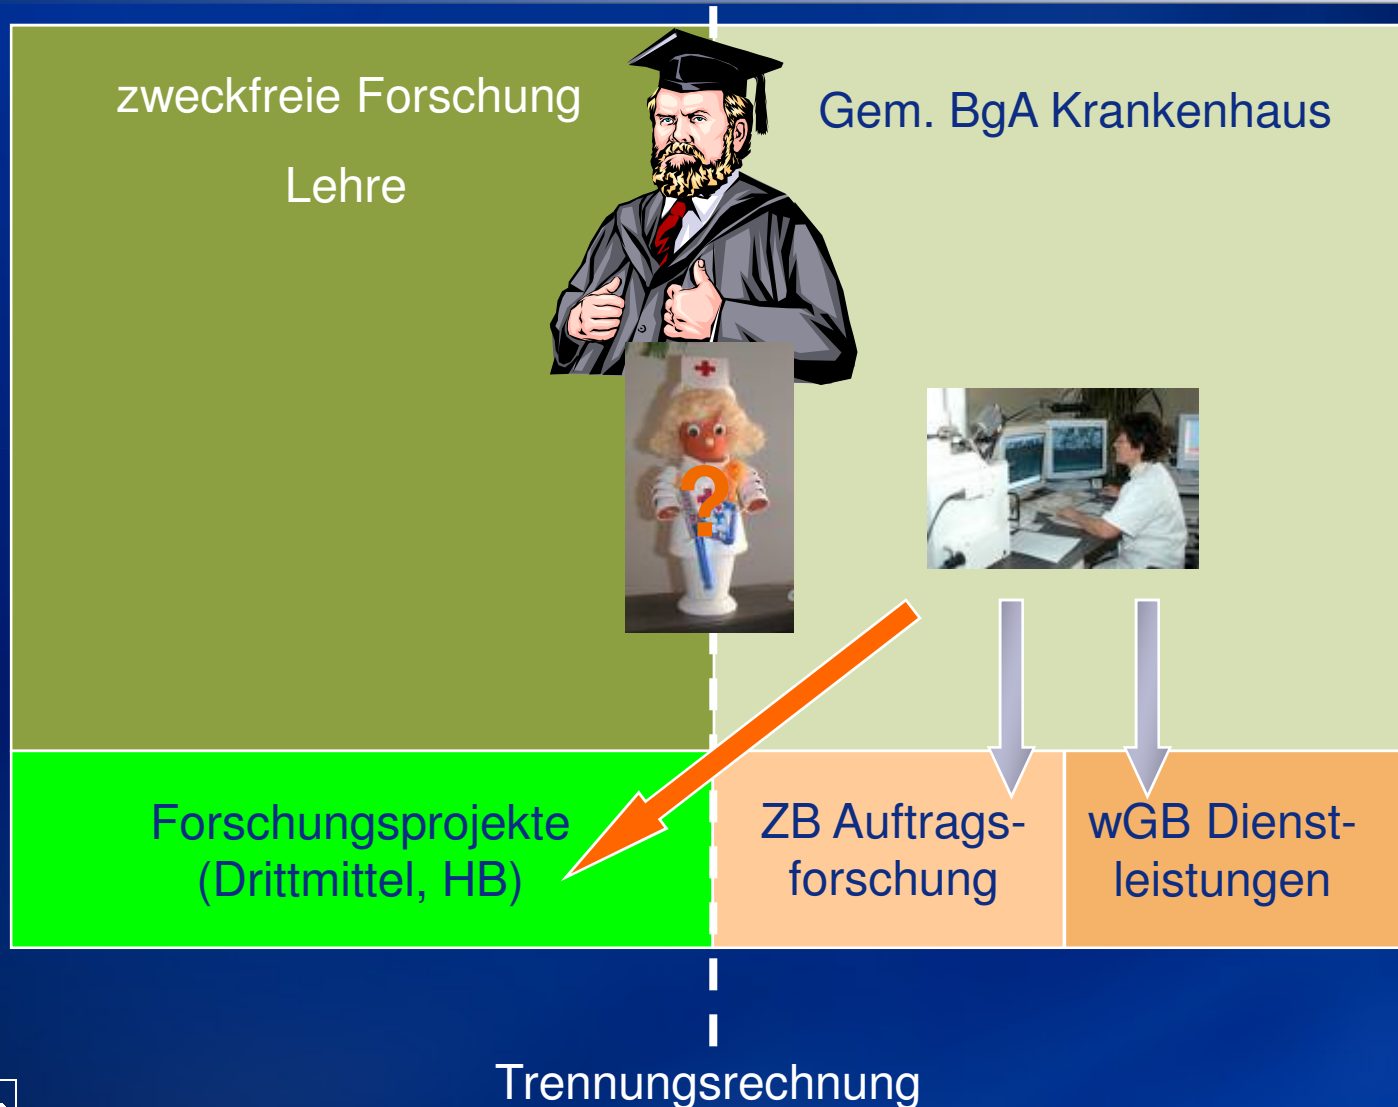 zweckfreie Forschung
Lehre
Gem. BgA Krankenhaus
?
Forschungsprojekte
(Drittmittel, HB)
ZB Auftrags-
forschung
wGB Dienst-
leistungen
Trennungsrechnung